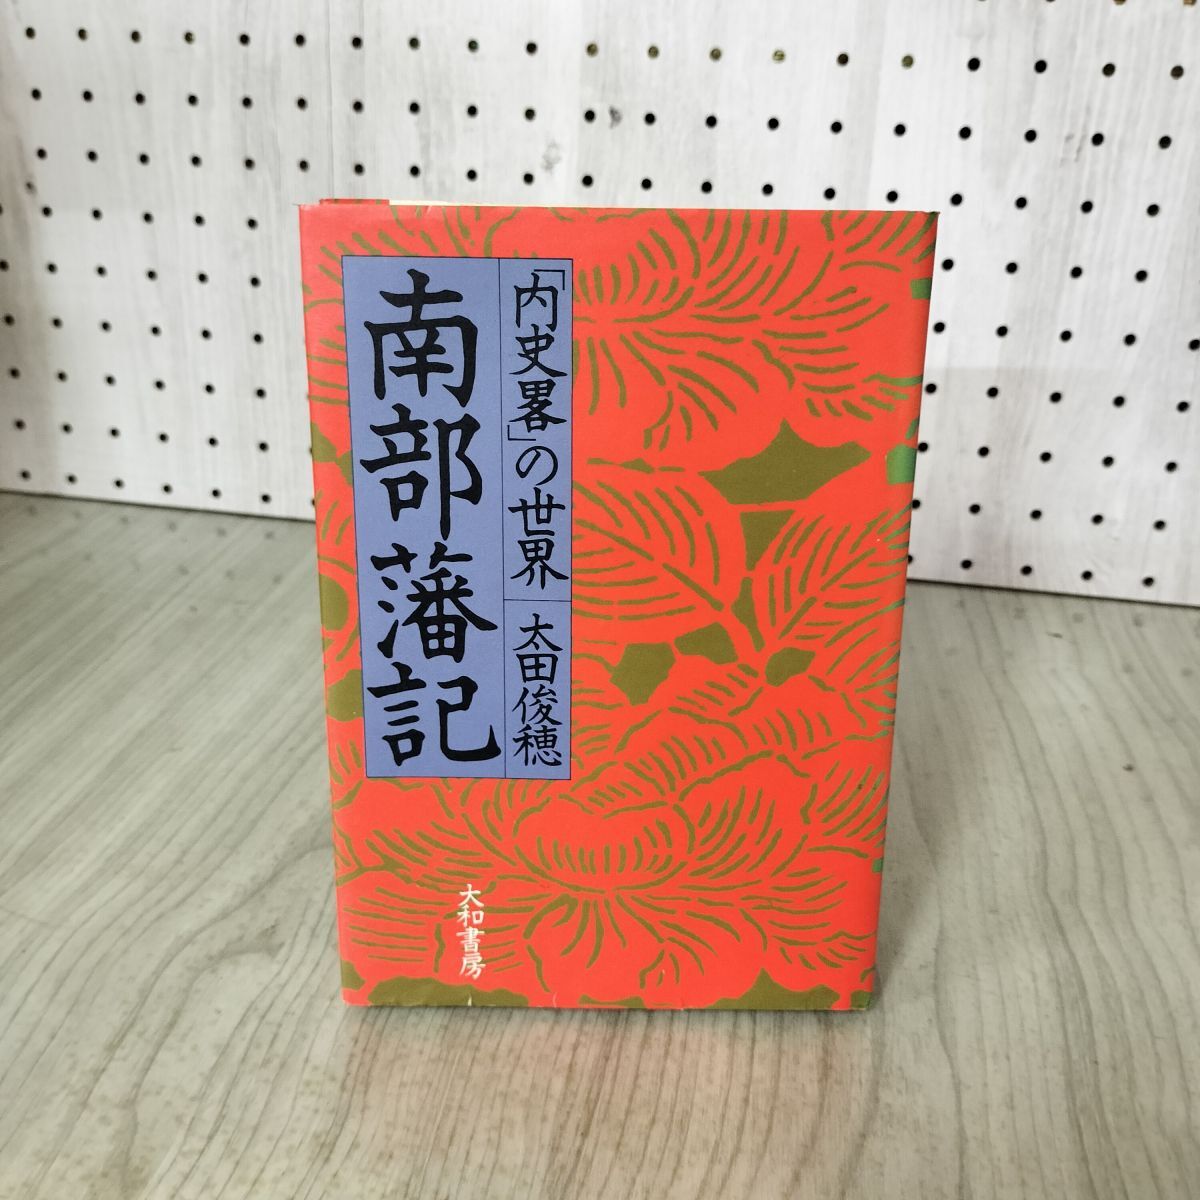 「内史畧」の世界
太田俊穂
南部藩記
大和書房